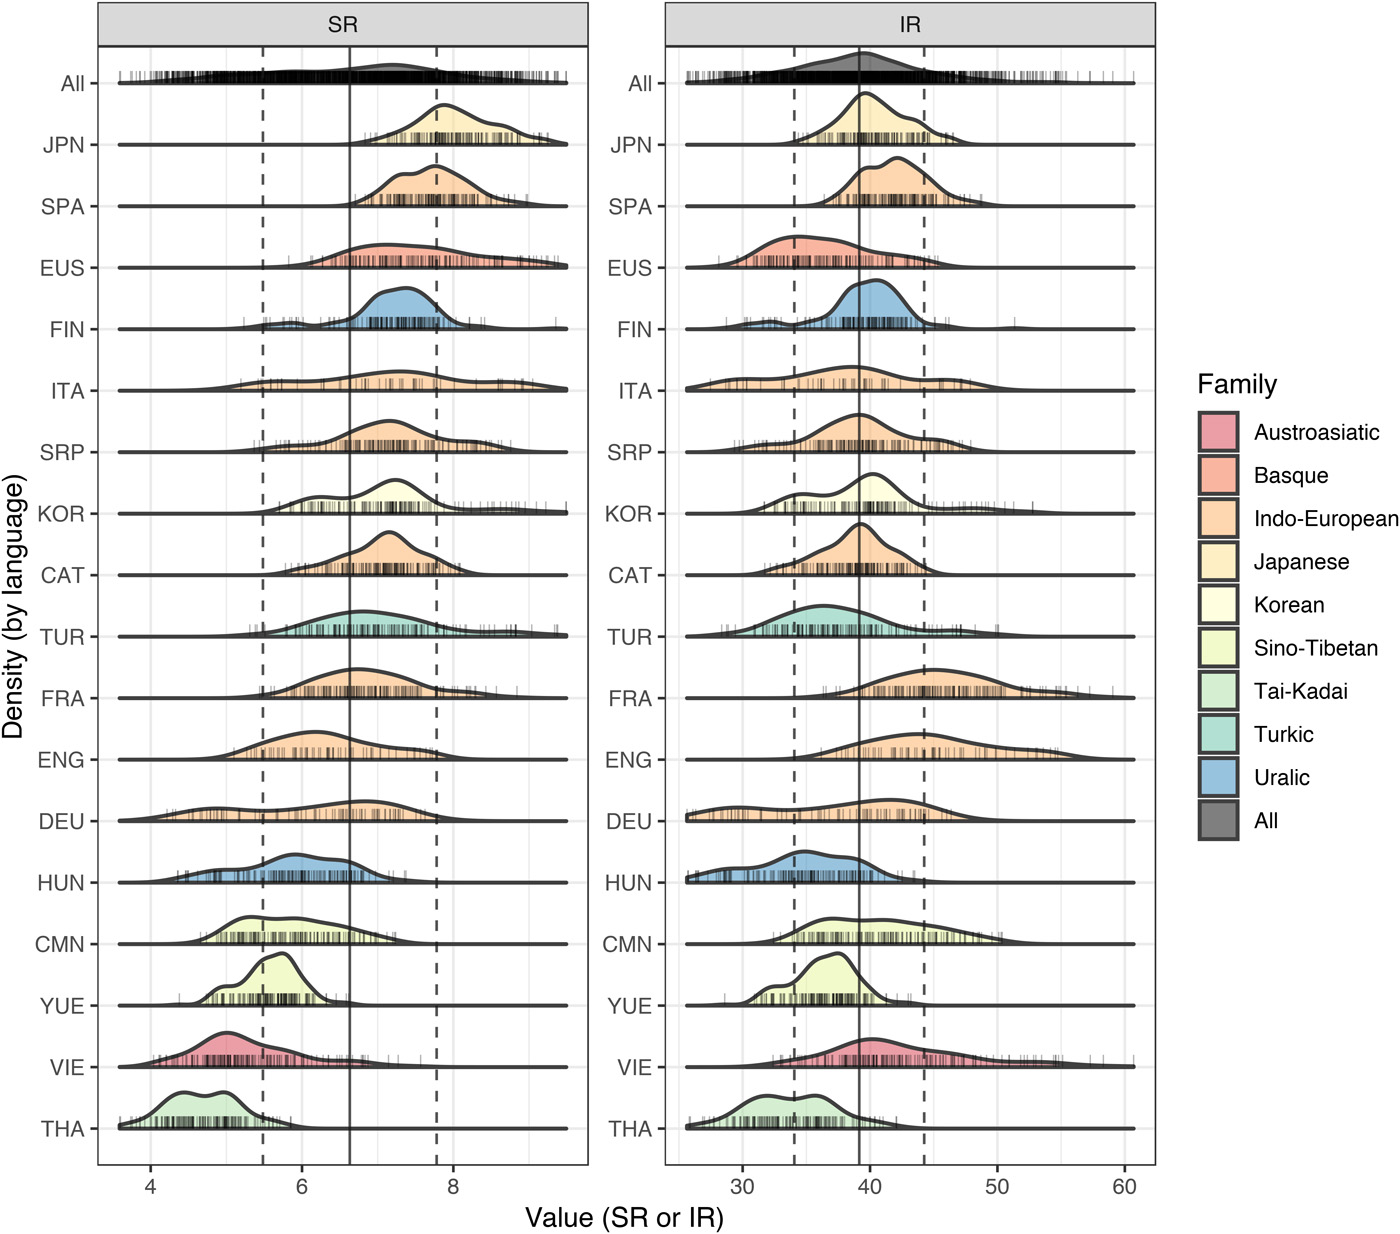 SR
IR
All
JPN
SPA
EUS
FIN
ITA
SRP
KOR
CAT
TUR
FRA
ENG
DEU
HUN
CMN
YUE
VIE
THA
All
JPN
SPA
EUS
FIN
ITA
SRP
KOR
CAT
TUR
FRA
ENG
DEU
HUN
CMN
YUE
VIE
THA
4 6 8
30 40 50 60
Value (SR or IR)
Density (by language)
Family
Austroasiatic
Basque
Indo-European
Japanese
Korean
Sino-Tibetan
Tai-Kadai
Turkic
Uralic
All